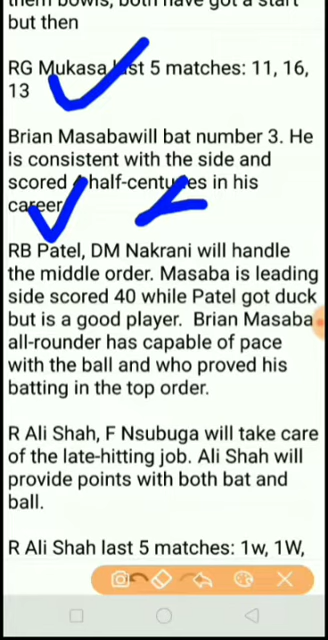 them bowls, both have got a start
but then
RG Mukasa last 5 matches: 11, 16,
13
Brian Masabawill bat number 3. He
is consistent with the side and
scored 4 half-centuries in his
career.
RB Patel, DM Nakrani will handle
the middle order. Masaba is leading
side scored 40 while Patel got duck
but is a good player.  Brian Masaba
all-rounder has capable of pace
with the ball and who proved his
batting in the top order.
R Ali Shah, F Nsubuga will take care
of the late-hitting job. Ali Shah will
provide points with both bat and
ball.
R Ali Shah last 5 matches: 1w, 1W,